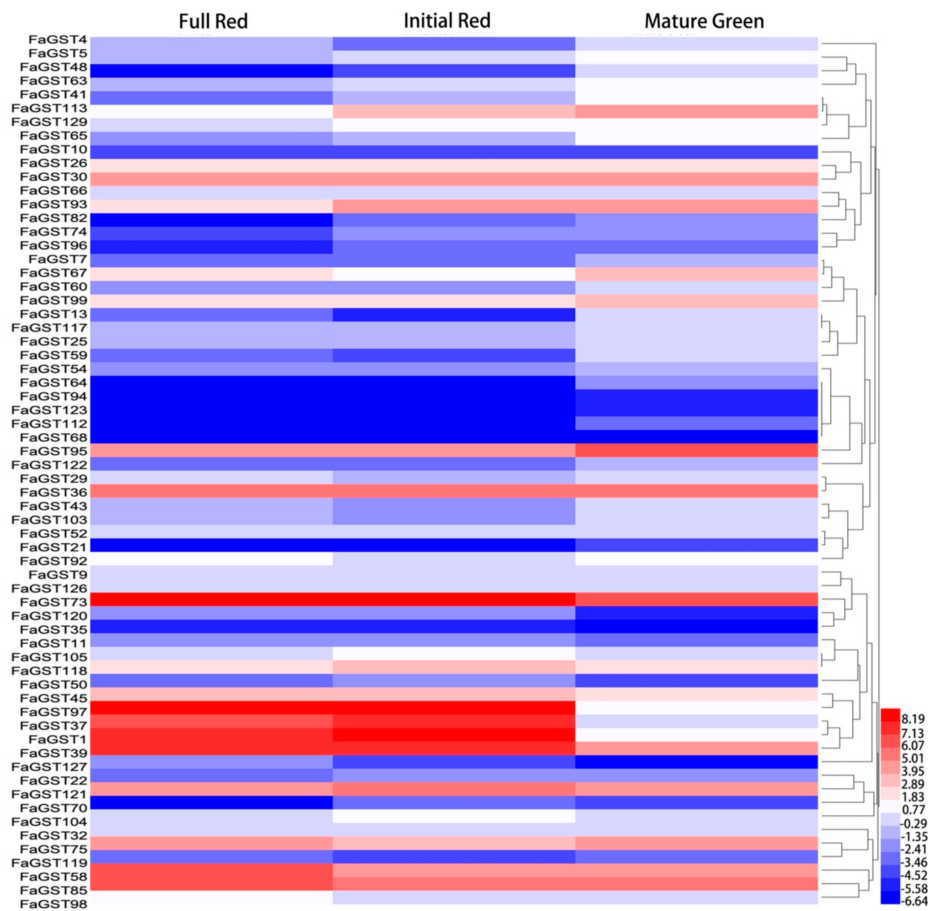 Full Red Initial Red Mature Green
FaGST4
FaGST5
FaGST48
FaGST63
FaGST41
FaGST113
FaGST129
FaGST65
FaGST10
FaGST26
FaGST30
FaGST66
FaGST93
FaGST82
FaGST74
FaGST96
FaGST7
FaGST67
FaGST60
FaGST99
FaGST13
FaGST117
FaGST25
FaGST59
FaGST54
FaGST64
FaGST94
FaGST123
FaGST112
FaGST68
FaGST95
FaGST122
FaGST29
FaGST36
FaGST43
FaGST103
FaGST52
FaGST21
FaGST92
FaGST9
FaGST126
FaGST73
FaGST120
FaGST35
FaGST11
FaGST105
FaGST118
FaGST50
FaGST45
FaGST97
FaGST37
FaGST1
FaGST39
FaGST127
FaGST22
FaGST121
FaGST70
FaGST104
FaGST32
FaGST75
FaGST119
FaGST58
FaGST85
FaGST98
8.19
7.13
6.07
5.01
3.95
2.89
1.83
0.77
-0.29
-1.35
-2.41
-3.46
-4.52
-5.58
-6.64